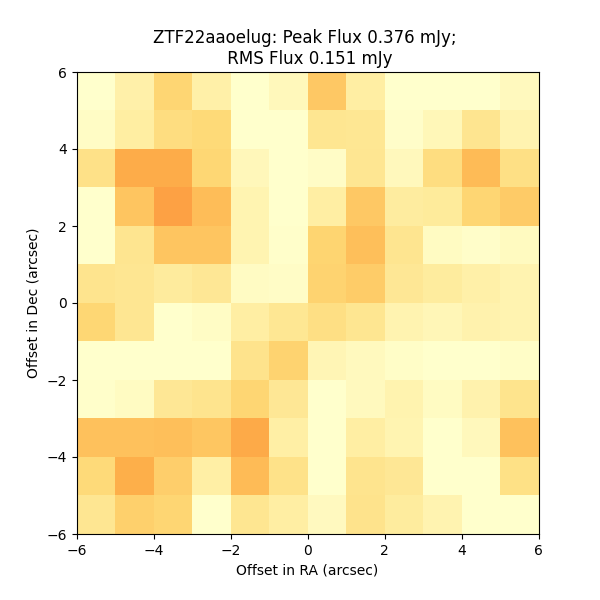 ZTF22aaoelug: Peak Flux 0.376 mJy;
RMS Flux 0.151 mJy
6
4
2
0
−2
−4
−6
Offset in Dec (arcsec)
−6 −4 −2 0 2 4 6
Offset in RA (arcsec)